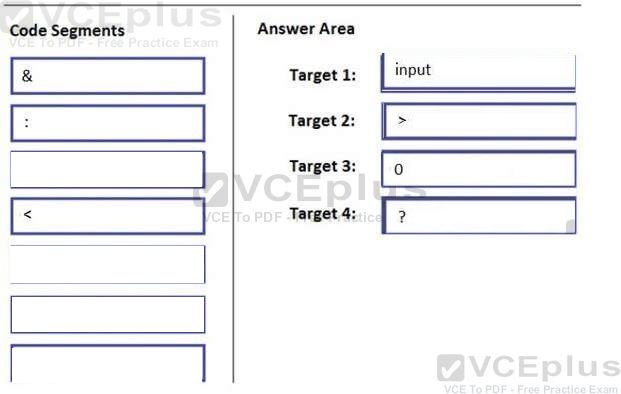 VCEplus
VCE To PDF - Free Practice Exam
Code Segments
&
:
<
Answer Area
Target 1: input
Target 2: >
Target 3: 0
Target 4: ?
VCEplus
VCE To PDF - Free Practice
VCEplus
VCE To PDF - Free Practice Exam